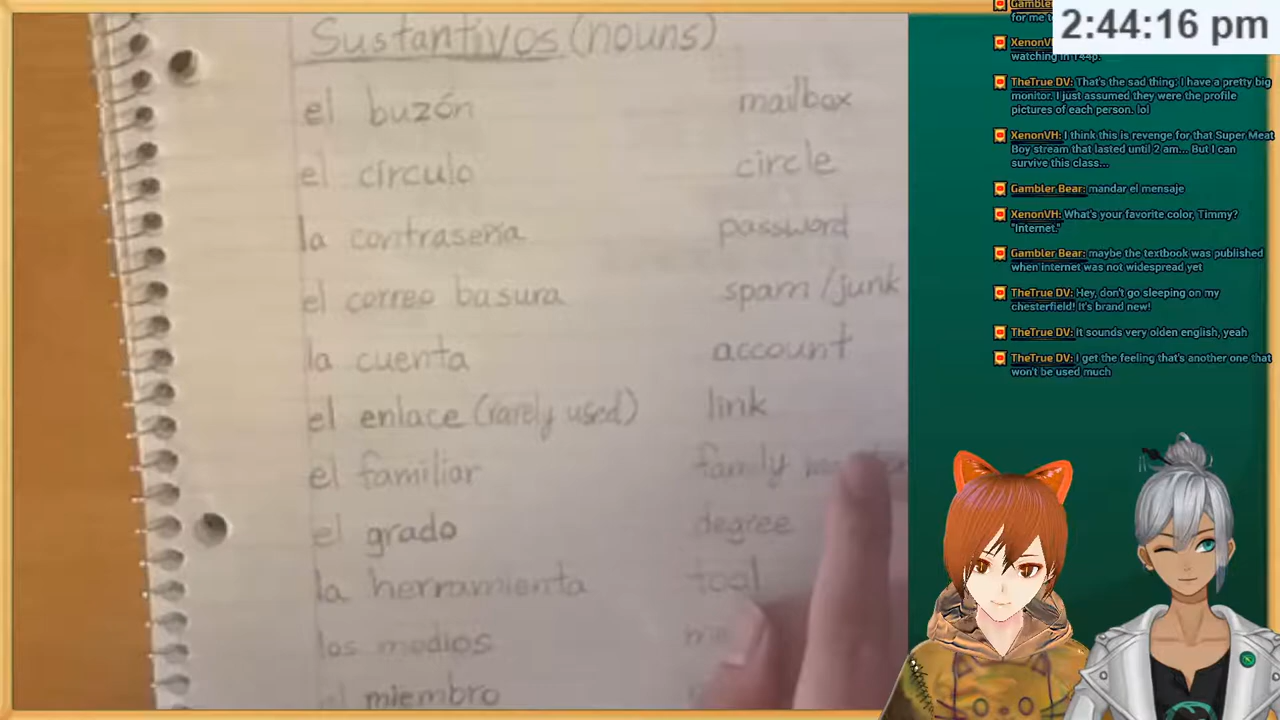 Sustantivos (nouns)
el buzón mailbox
el círculo circle
la contraseña password
el correo basura spam/junk
la cuenta account
el enlace (rarely used) link
el familiar family
el grado degree
la herramienta tool
los medios
el miembro
2:44:16 pm
Gambler
for me
XenonVH:
watching in 144p.
TheTrue DV: That's the sad thing; I have a pretty big
monitor. I just assumed they were the profile
pictures of each person. lol
XenonVH: I think this is revenge for that Super Meat
Boy stream that lasted until 2 am... But I can
survive this class...
Gambler Bear: mandar el mensaje
XenonVH: What's your favorite color, Timmy?
"Internet."
Gambler Bear: maybe the textbook was published
when internet was not widespread yet
TheTrue DV: Hey, don't go sleeping on my
chesterfield! It's brand new!
TheTrue DV: It sounds very olden english, yeah
TheTrue DV: I get the feeling that's another one that
won't be used much